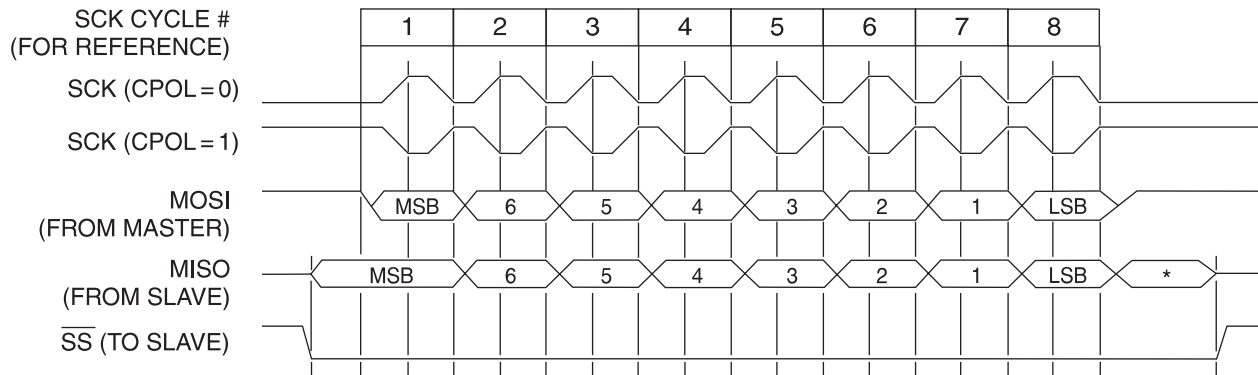 SCK CYCLE #
(FOR REFERENCE)
1 2 3 4 5 6 7 8
SCK (CPOL = 0)
SCK (CPOL = 1)
MOSI
(FROM MASTER)
MSB 6 5 4 3 2 1 LSB
MISO
(FROM SLAVE)
MSB 6 5 4 3 2 1 LSB *
SS (TO SLAVE)